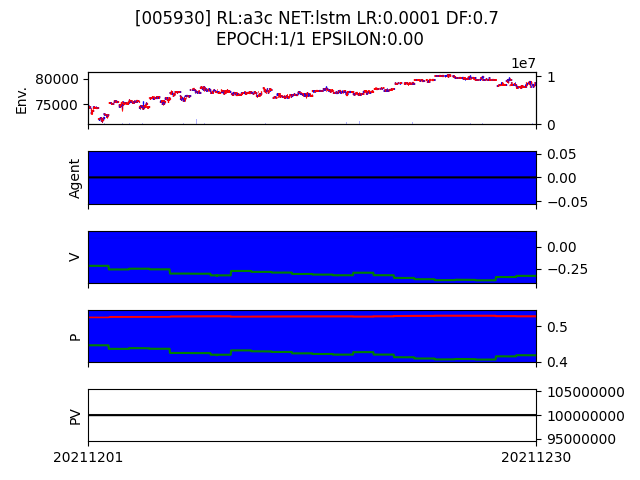 [005930] RL:a3c NET:lstm LR:0.0001 DF:0.7
EPOCH:1/1 EPSILON:0.00
1e7
Env.
80000
75000
1
0
Agent
0.05
0.00
−0.05
V
0.00
−0.25
P
0.5
0.4
PV
105000000
100000000
95000000
20211201
20211230